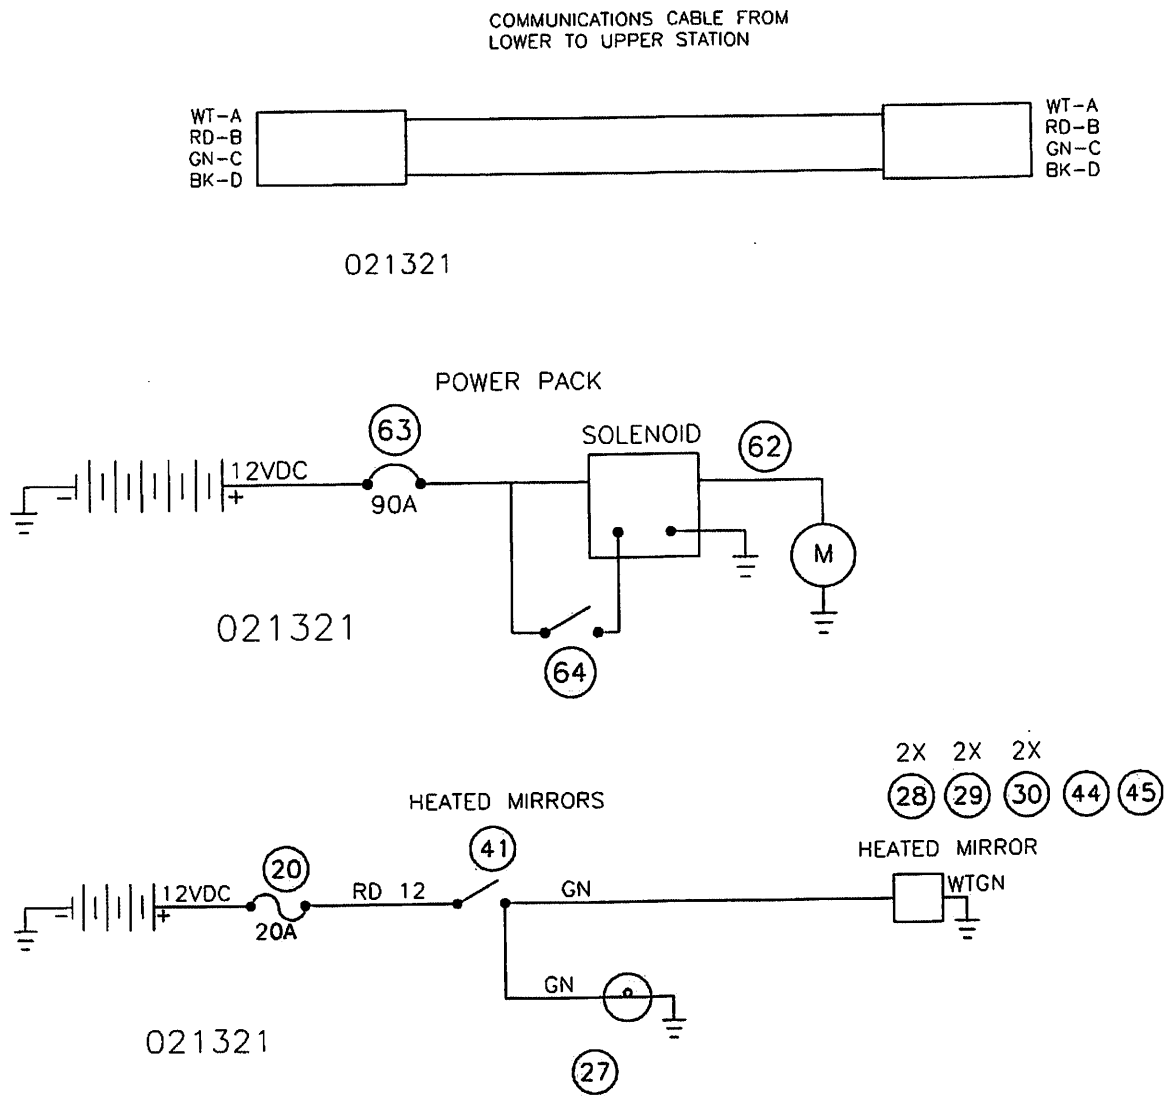 COMMUNICATIONS CABLE FROM
LOWER TO UPPER STATION
WT-A
RD-B
GN-C
BK-D
WT-A
RD-B
GN-C
BK-D
021321
POWER PACK
63
SOLENOID
62
12VDC
- +
90A
M
021321
64
2X 2X 2X
28 29 30 44 45
HEATED MIRRORS
41
HEATED MIRROR
20
12VDC
RD 12
GN
WTGN
- +
20A
GN
021321
27